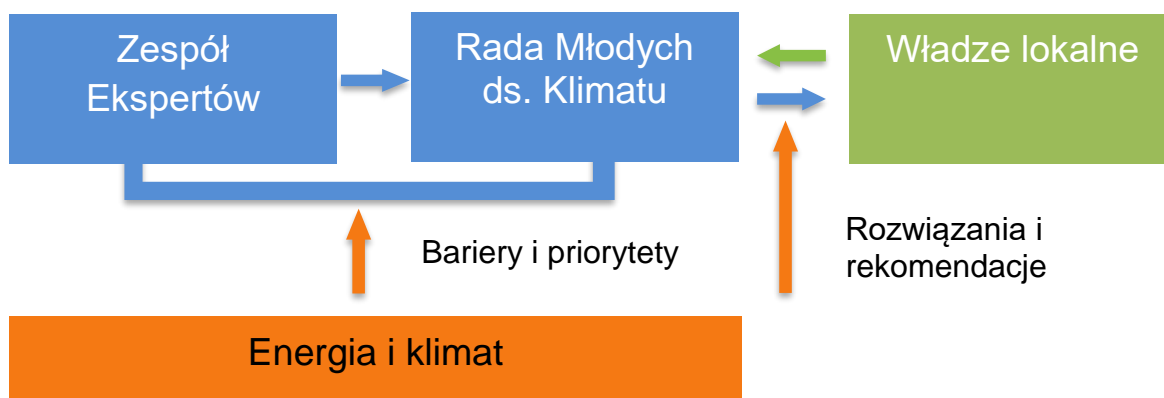 Zespół
Ekspertów
Rada Młodych
ds. Klimatu
Władze lokalne
Bariery i priorytety
Rozwiązania i
rekomendacje
Energia i klimat